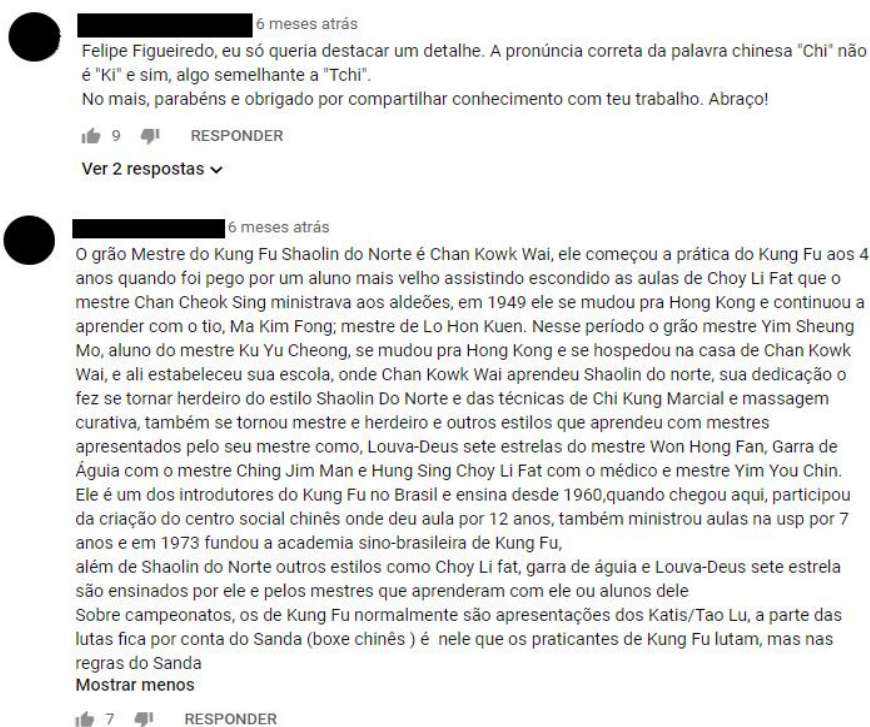 6 meses atrás
Felipe Figueiredo, eu só queria destacar um detalhe. A pronúncia correta da palavra chinesa "Chi" não
é "Ki" e sim, algo semelhante a "Tchi".
No mais, parabéns e obrigado por compartilhar conhecimento com teu trabalho. Abraço!
9 RESPONDER
Ver 2 respostas
6 meses atrás
O grão Mestre do Kung Fu Shaolin do Norte é Chan Kowk Wai, ele começou a prática do Kung Fu aos 4
anos quando foi pego por um aluno mais velho assistindo escondido as aulas de Choy Li Fat que o
mestre Chan Cheok Sing ministrava aos aldeões, em 1949 ele se mudou pra Hong Kong e continuou a
aprender com o tio, Ma Kim Fong; mestre de Lo Hon Kuen. Nesse período o grão mestre Yim Sheung
Mo, aluno do mestre Ku Yu Cheong, se mudou pra Hong Kong e se hospedou na casa de Chan Kowk
Wai, e ali estabeleceu sua escola, onde Chan Kowk Wai aprendeu Shaolin do norte, sua dedicação o
fez se tornar herdeiro do estilo Shaolin Do Norte e das técnicas de Chi Kung Marcial e massagem
curativa, também se tornou mestre e herdeiro e outros estilos que aprendeu com mestres
apresentados pelo seu mestre como, Louva-Deus sete estrelas do mestre Won Hong Fan, Garra de
Águia com o mestre Ching Jim Man e Hung Sing Choy Li Fat com o médico e mestre Yim You Chin.
Ele é um dos introdutores do Kung Fu no Brasil e ensina desde 1960,quando chegou aqui, participou
da criação do centro social chinês onde deu aula por 12 anos, também ministrou aulas na usp por 7
anos e em 1973 fundou a academia sino-brasileira de Kung Fu,
além de Shaolin do Norte outros estilos como Choy Li fat, garra de águia e Louva-Deus sete estrela
são ensinados por ele e pelos mestres que aprenderam com ele ou alunos dele
Sobre campeonatos, os de Kung Fu normalmente são apresentações dos Katis/Tao Lu, a parte das
lutas fica por conta do Sanda (boxe chinês ) é nele que os praticantes de Kung Fu lutam, mas nas
regras do Sanda
Mostrar menos
7 RESPONDER